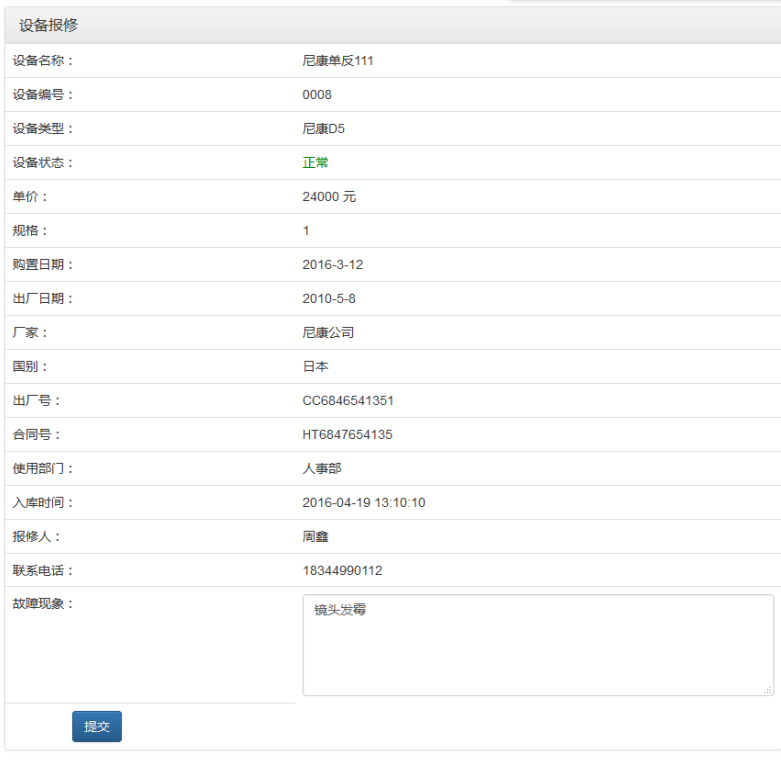 设备报修
设备名称： 尼康单反111
设备编号： 0008
设备类型： 尼康D5
设备状态： 正常
单价： 24000 元
规格： 1
购置日期： 2016-3-12
出厂日期： 2010-5-8
厂家： 尼康公司
国别： 日本
出厂号： CC6846541351
合同号： HT6847654135
使用部门： 人事部
入库时间： 2016-04-19 13:10:10
报修人： 周鑫
联系电话： 18344990112
故障现象： 镜头发霉
提交